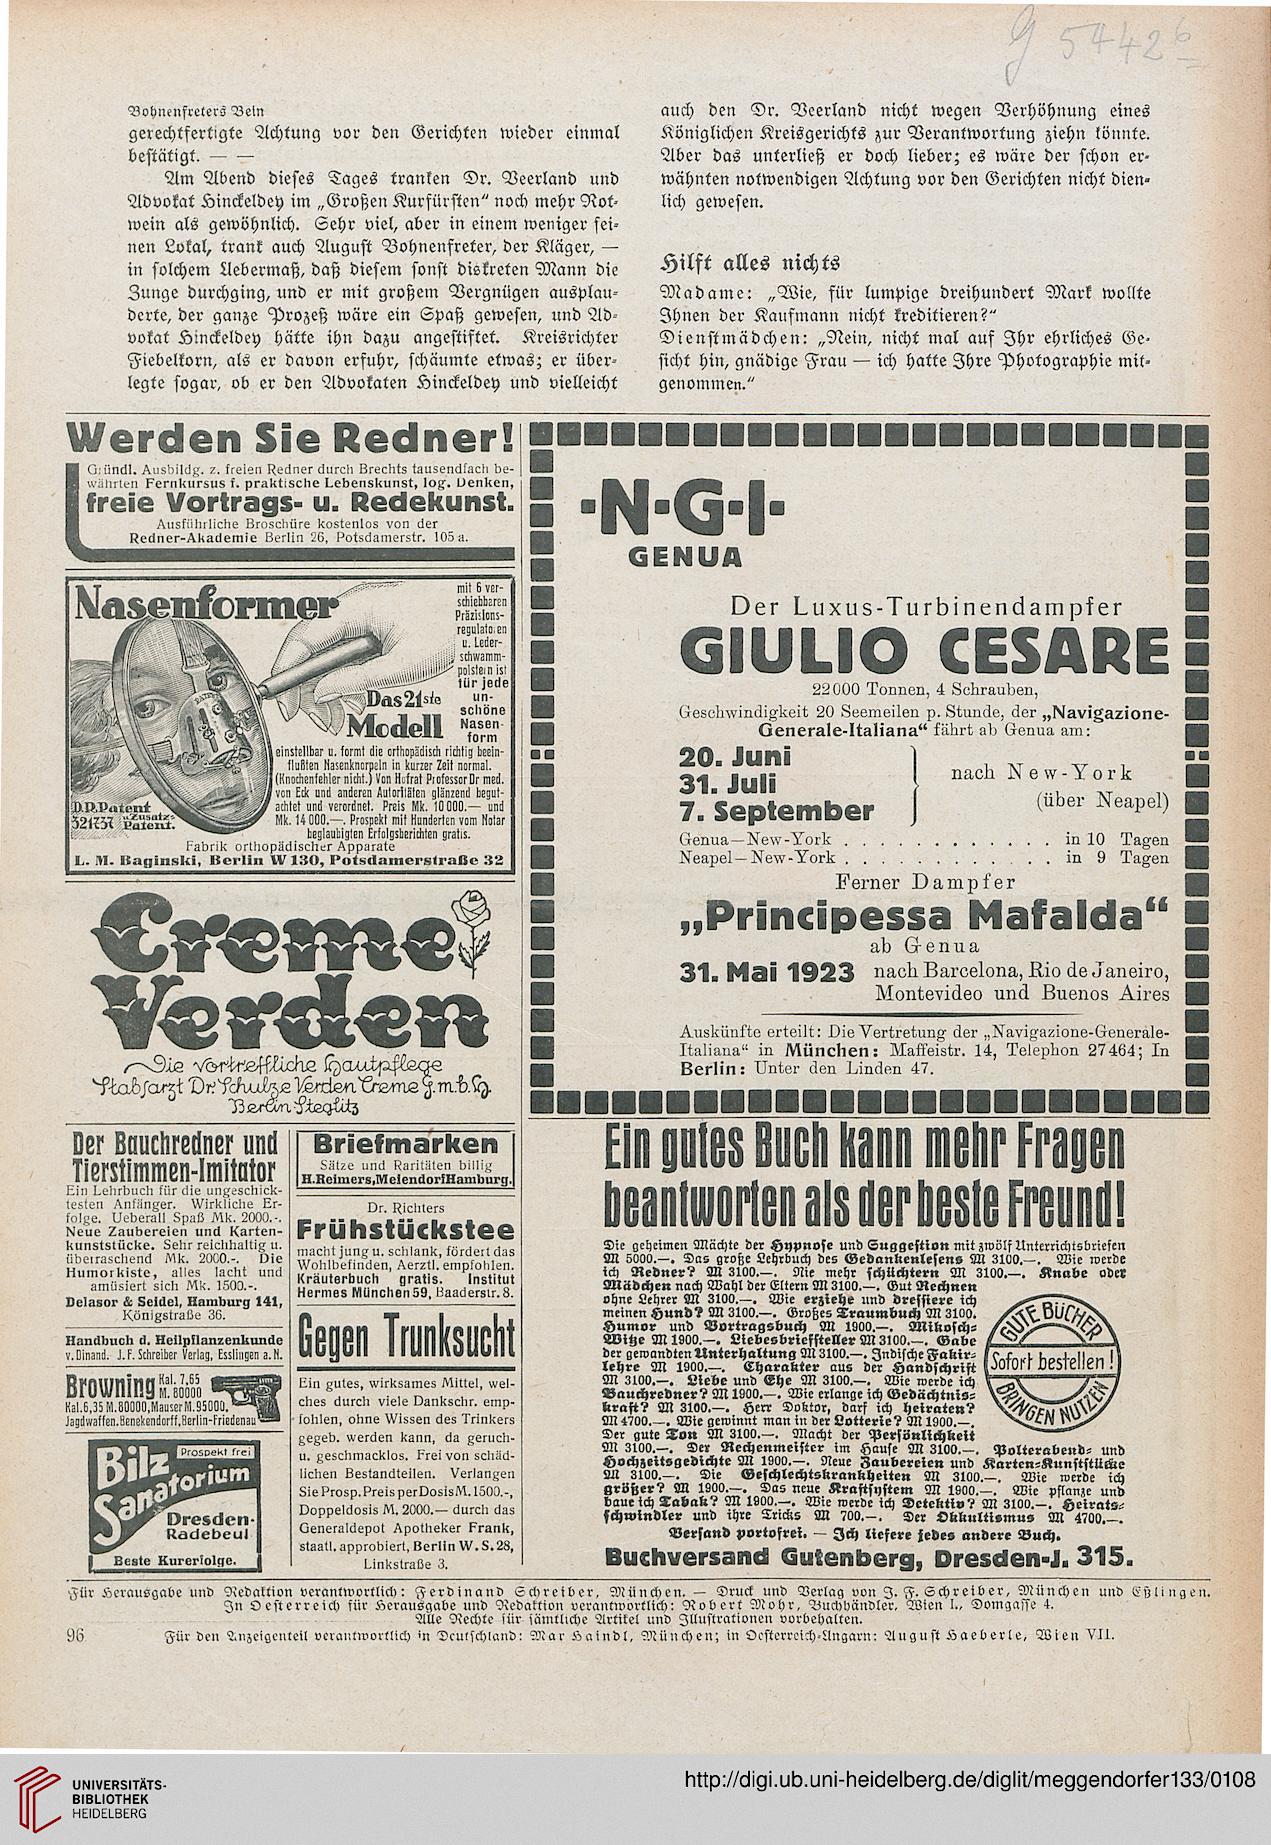 g 5442 b
Bohnenfreters Bein
gerechtfertigte Achtung vor den Gerichten wieder einmal
bestätigt. — —
Am Abend dieses Tages tranken Dr. Veerland und
Advokat Hinckeldey im „Großen Kurfürsten" noch mehr Rot-
wein als gewöhnlich. Sehr viel, aber in einem weniger fei-
nen Lokal, trank auch August Bohnenfreter, der Kläger, —
in solchem Uebermaß, daß diesem sonst diskreten Mann die
Zunge durchging, und er mit großem Vergnügen ausplau-
derte, der ganze Prozeß wäre ein Spaß gewesen, und Ad-
vokat Hinckeldey hätte ihn dazu angestiftet. Kreisrichter
Fiebelkorn, als er davon erfuhr, schäumte etwas; er über-
legte sogar, ob er den Advokaten Hinckeldey und vielleicht
auch den Dr. Veerland nicht wegen Verhöhnung eines
Königlichen Kreisgerichts zur Verantwortung ziehn könnte.
Aber das unterließ er doch lieber; es wäre der schon er-
wähnten notwendigen Achtung vor den Gerichten nicht dien-
lich gewesen.
Hilft alles nichts
Madame: „Wie, für lumpige dreihundert Mark wollte
Ihnen der Kaufmann nicht kreditieren?"
Dienstmädchen: „Nein, nicht mal auf Ihr ehrliches Ge-
sicht hin, gnädige Frau — ich hatte Ihre Photographie mit-
genommen."
Werden Sie Redner!
Gründl. Ausbildg. z. freien Redner durch Brechts tausendfach be-
währten Fernkursus f. praktische Lebenskunst, log. Denken,
freie Vortrags- u. Redekunst.
Ausführliche Broschüre kostenlos von der
Redner-Akademie Berlin 26, Potsdamerstr. 105a.
Nasenformer
mit 6 ver-
schiebbaren
Präzisions-
regulatoren
u. Leder-
schwamm-
polstern ist
für jede
un-
schöne
Nasen-
form
Das 21ste
Modell
einstellbar u. formt die orthopädisch richtig beein-
flußten Nasenknorpeln in kurzer Zeit normal.
(Knochenfehler nicht.) Von Hofrat Professor Dr med.
von Eck und anderen Autoritäten glänzend begut-
achtet und verordnet. Preis Mk. 10 000.— und
Mk. 14 000.—. Prospekt mit Hunderten vom Notar
beglaubigten Erfolgsberichten gratis.
D.R.Patent
321737 u. Zusatz-Patent.
Fabrik orthopädischer Apparate
L. M. Baginski, Berlin W 130, Potsdamerstraße 32
Creme
Verden
Die vortreffliche Hautpflege
Stabsarzt Dr. Schulze Verden Creme G.m.b.H.
Berlin-Steglitz
Der Bauchredner und
Tierstimmen-Imitator
Ein Lehrbuch für die ungeschick-
testen Anfänger. Wirkliche Er-
folge. Ueberall Spaß Mk. 2000.-.
Neue Zaubereien und Karten-
kunststücke. Sehr reichhaltig u.
überraschend Mk. 2000.-. Die
Humorkiste, alles lacht und
amüsiert sich Mk. 1500.-.
Delasor & Seidel, Hamburg 141,
Königstraße 36.
Handbuch d. Heilpflanzenkunde
v. Dinand. J. F. Schreiber Verlag, Esslingen a. N.
Browning Kal. 7,65
M. 80000
Kal. 6,35 M. 80000, Mauser M. 95000.
Jagdwaffen. Benekendorff, Berlin-Friedenau
Bilz
Prospekt frei
Sanatorium
Dresden-
Radebeul
Beste Kurerfolge.
Briefmarken
Sätze und Raritäten billig
H. Reimers, Melendorf Hamburg.
Dr. Richters
Frühstückstee
macht jung u. schlank, fördert das
Wohlbefinden, Aerztl. empfohlen.
Kräuterbuch gratis. Institut
Hermes München 59, Baaderstr. 8.
Gegen Trunksucht
Ein gutes, wirksames Mittel, wel-
ches durch viele Dankschr. emp-
fohlen, ohne Wissen des Trinkers
gegeb. werden kann, da geruch-
u. geschmacklos. Frei von schäd-
lichen Bestandteilen. Verlangen
Sie Prosp. Preis per Dosis M. 1500.-,
Doppeldosis M. 2000.— durch das
Generaldepot Apotheker Frank,
staatl. approbiert, Berlin W. S. 28,
Linkstraße 3.
·N·G·I·
GENUA
Der Luxus-Turbinendampfer
GIULIO CESARE
22 000 Tonnen, 4 Schrauben,
Geschwindigkeit 20 Seemeilen p. Stunde, der „Navigazione-
Generale-Italiana" fährt ab Genua am:
20. Juni
31. Juli
7. September
nach New-York
(über Neapel)
Genua—New-York . . . . . . . . . . . . in 10 Tagen
Neapel—New-York . . . . . . . . . . . . in 9 Tagen
Ferner Dampfer
„Principessa Mafalda"
ab Genua
31. Mai 1923 nach Barcelona, Rio de Janeiro,
Montevideo und Buenos Aires
Auskünfte erteilt: Die Vertretung der „Navigazione-Generale-
Italiana" in München: Maffeistr. 14, Telephon 27464; In
Berlin: Unter den Linden 47.
Ein gutes Buch kann mehr Fragen
beantworten als der beste Freund!
Die geheimen Mächte der Hypnose und Suggestion mit zwölf Unterrichtsbriefen
M 5000.—. Das große Lehrbuch des Gedankenlesens M 3100.—. Wie werde
ich Redner? M 3100.—. Nie mehr schüchtern M 3100.—. Knabe oder
Mädchen nach Wahl der Eltern M 3100.—. Gut Rechnen
ohne Lehrer M 3100.—. Wie erziehe und dressiere ich
meinen Hund? M 3100.—. Großes Traumbuch M 3100.
Humor und Vortragsbuch M 1900.—. Mikosch-
Witze M 1900.—. Liebesbriefsteller M 3100.—. Gabe
der gewandten Unterhaltung M 3100.—. Indische Fakir-
lehre M 1900.—. Charakter aus der Handschrift
M 3100.—. Liebe und Ehe M 3100.—. Wie werde ich
Bauchredner? M 1900.—. Wie erlange ich Gedächtnis-
kraft? M 3100.—. Herr Doktor, darf ich heiraten?
M 4700.—. Wie gewinnt man in der Lotterie? M 1900.—.
Der gute Ton M 3100.—. Macht der Persönlichkeit
M 3100.—. Der Rechenmeister im Hause M 3100.—. Polterabend- und
Hochzeitsgedichte M 1900.—. Neue Zaubereien und Karten-Kunststücke
M 3100.—. Die Geschlechtskrankheiten M 3100.—. Wie werde ich
größer? M 1900.—. Das neue Kraftsystem M 1900.—. Wie pflanze und
baue ich Tabak? M 1900.—. Wie werde ich Detektiv? M 3100.—. Heirats-
schwindler und ihre Tricks M 700.—. Der Okkultismus M 4700.—.
Versand portofrei. — Ich liefere jedes andere Buch.
Buchversand Gutenberg, Dresden-J. 315.
GUTE BÜCHER
Sofort bestellen!
BRINGEN NUTZEN
Für Herausgabe und Redaktion verantwortlich: Ferdinand Schreiber, München. — Druck und Verlag von J. F. Schreiber, München und Eßlingen.
In Oesterreich für Herausgabe und Redaktion verantwortlich: Robert Mohr, Buchhändler, Wien I., Domgasse 4.
Alle Rechte für sämtliche Artikel und Illustrationen vorbehalten.
96 Für den Anzeigenteil verantwortlich in Deutschland: Max Haindl, München; in Oesterreich-Ungarn: August Haeberle, Wien VII.
UNIVERSITÄTS-
BIBLIOTHEK
HEIDELBERG
http://digi.ub.uni-heidelberg.de/diglit/meggendorfer133/0108